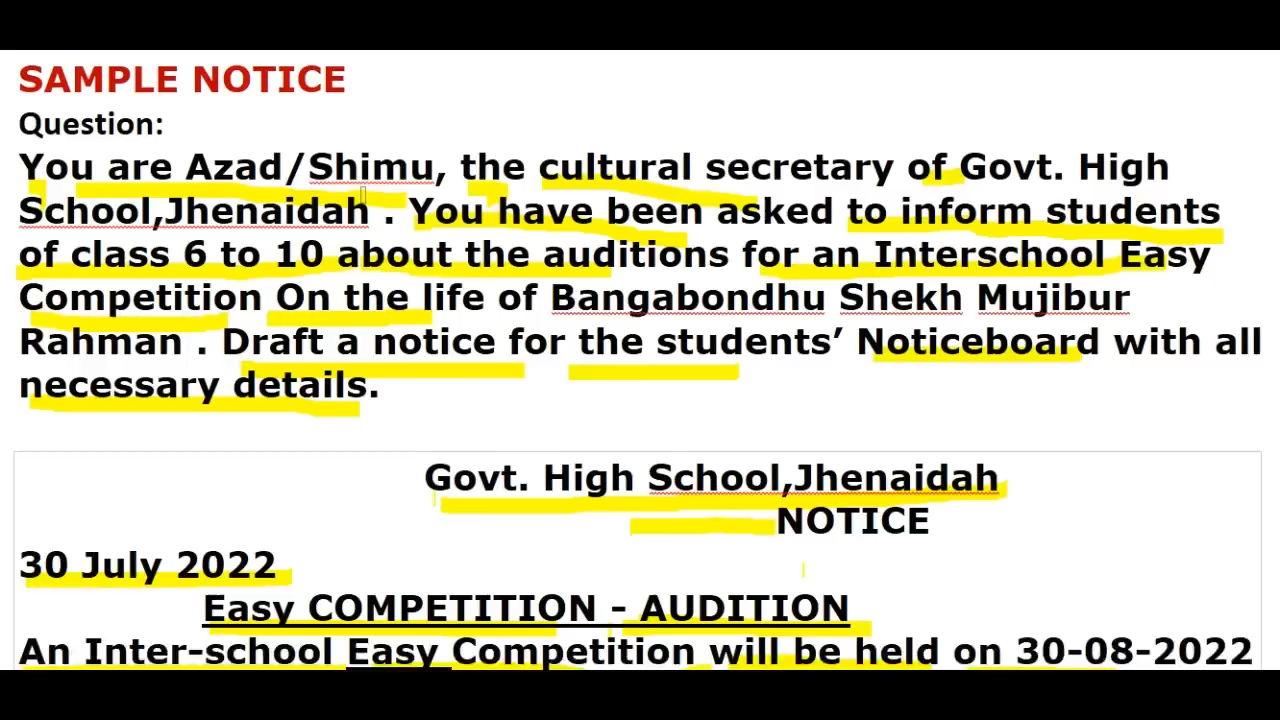 SAMPLE NOTICE
Question:
You are Azad/Shimu, the cultural secretary of Govt. High
School,Jhenaidah . You have been asked to inform students
of class 6 to 10 about the auditions for an Interschool Easy
Competition On the life of Bangabondhu Shekh Mujibur
Rahman . Draft a notice for the students’ Noticeboard with all
necessary details.
Govt. High School,Jhenaidah
NOTICE
30 July 2022
Easy COMPETITION – AUDITION
An Inter-school Easy Competition will be held on 30-08-2022